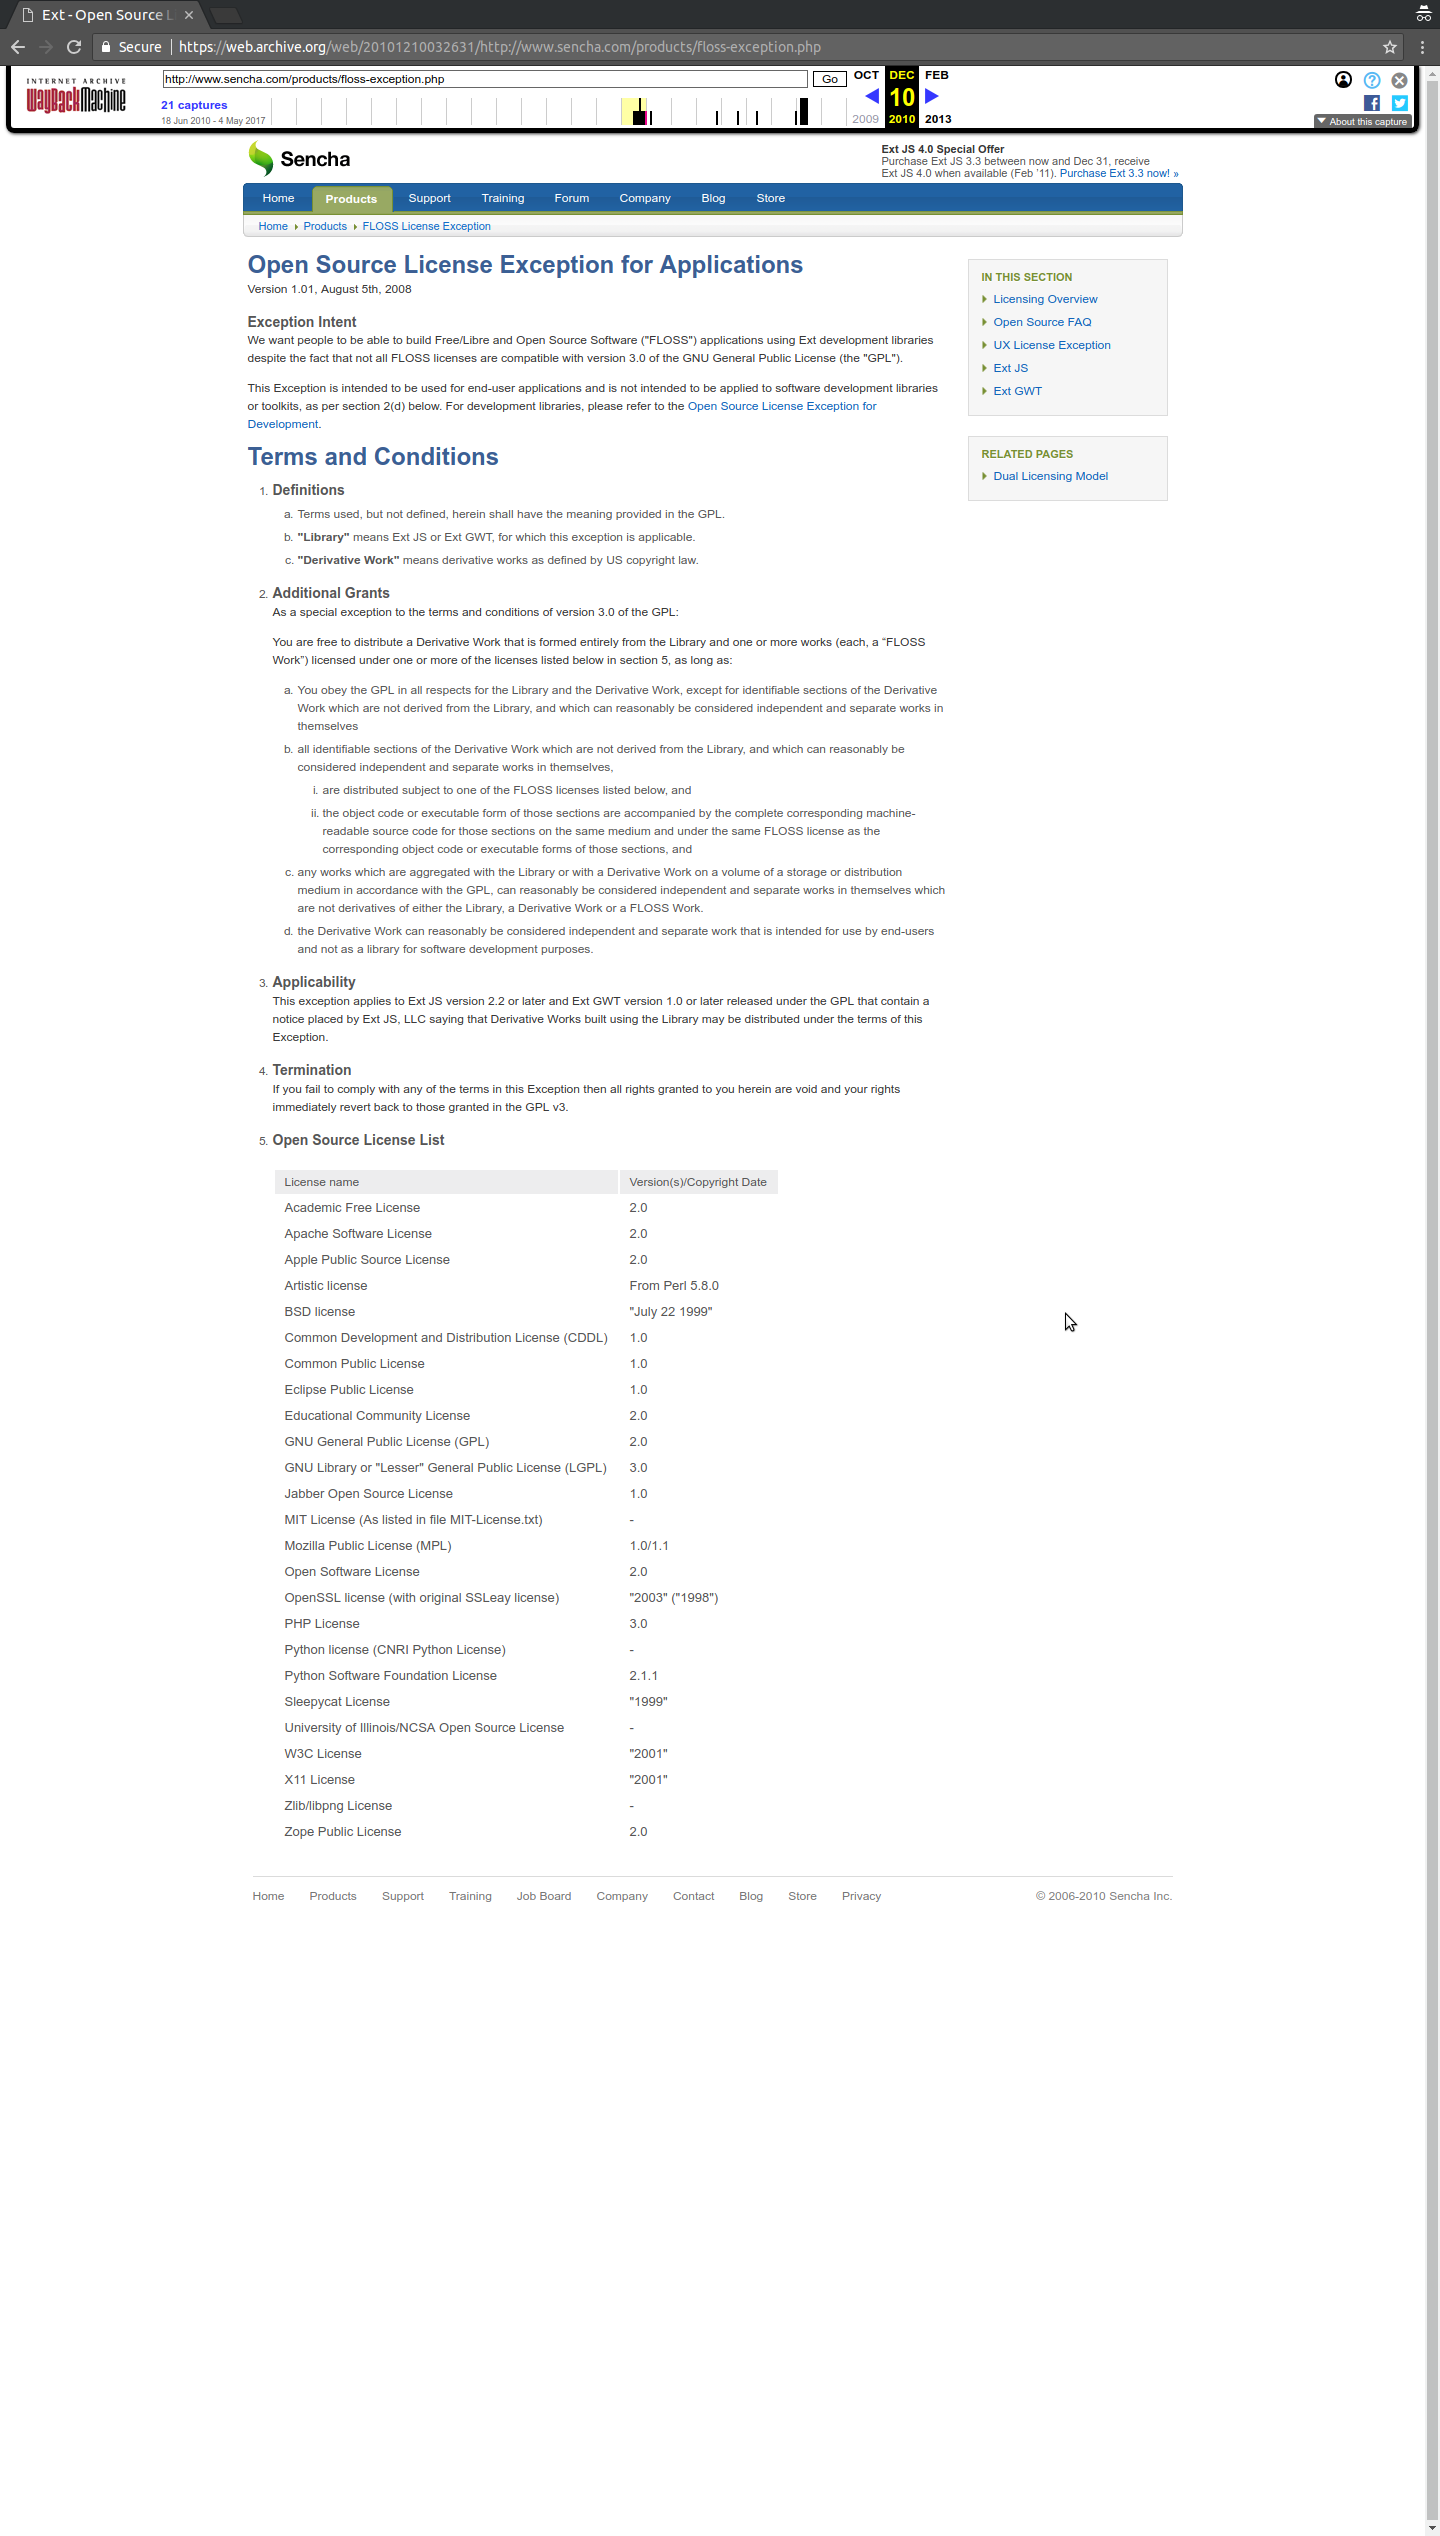 Ext - Open Source L
Secure https://web.archive.org/web/20101210032631/http://www.sencha.com/products/floss-exception.php
INTERNET ARCHIVE
WayBackMachine
http://www.sencha.com/products/floss-exception.php
Go
OCT DEC FEB
21 captures
10
18 Jun 2010 - 4 May 2017
2009 2010 2013
About this capture
Sencha
Ext JS 4.0 Special Offer
Purchase Ext JS 3.3 between now and Dec 31, receive
Ext JS 4.0 when available (Feb '11). Purchase Ext 3.3 now! »
Home Products Support Training Forum Company Blog Store
Home Products FLOSS License Exception
Open Source License Exception for Applications
Version 1.01, August 5th, 2008
Exception Intent
We want people to be able to build Free/Libre and Open Source Software ("FLOSS") applications using Ext development libraries
despite the fact that not all FLOSS licenses are compatible with version 3.0 of the GNU General Public License (the "GPL").
This Exception is intended to be used for end-user applications and is not intended to be applied to software development libraries
or toolkits, as per section 2(d) below. For development libraries, please refer to the Open Source License Exception for
Development.
Terms and Conditions
1. Definitions
a. Terms used, but not defined, herein shall have the meaning provided in the GPL.
b. "Library" means Ext JS or Ext GWT, for which this exception is applicable.
c. "Derivative Work" means derivative works as defined by US copyright law.
2. Additional Grants
As a special exception to the terms and conditions of version 3.0 of the GPL:
You are free to distribute a Derivative Work that is formed entirely from the Library and one or more works (each, a “FLOSS
Work”) licensed under one or more of the licenses listed below in section 5, as long as:
a. You obey the GPL in all respects for the Library and the Derivative Work, except for identifiable sections of the Derivative
Work which are not derived from the Library, and which can reasonably be considered independent and separate works in
themselves
b. all identifiable sections of the Derivative Work which are not derived from the Library, and which can reasonably be
considered independent and separate works in themselves,
i. are distributed subject to one of the FLOSS licenses listed below, and
ii. the object code or executable form of those sections are accompanied by the complete corresponding machine-
readable source code for those sections on the same medium and under the same FLOSS license as the
corresponding object code or executable forms of those sections, and
c. any works which are aggregated with the Library or with a Derivative Work on a volume of a storage or distribution
medium in accordance with the GPL, can reasonably be considered independent and separate works in themselves which
are not derivatives of either the Library, a Derivative Work or a FLOSS Work.
d. the Derivative Work can reasonably be considered independent and separate work that is intended for use by end-users
and not as a library for software development purposes.
3. Applicability
This exception applies to Ext JS version 2.2 or later and Ext GWT version 1.0 or later released under the GPL that contain a
notice placed by Ext JS, LLC saying that Derivative Works built using the Library may be distributed under the terms of this
Exception.
4. Termination
If you fail to comply with any of the terms in this Exception then all rights granted to you herein are void and your rights
immediately revert back to those granted in the GPL v3.
5. Open Source License List
License name Version(s)/Copyright Date
Academic Free License 2.0
Apache Software License 2.0
Apple Public Source License 2.0
Artistic license From Perl 5.8.0
BSD license "July 22 1999"
Common Development and Distribution License (CDDL) 1.0
Common Public License 1.0
Eclipse Public License 1.0
Educational Community License 2.0
GNU General Public License (GPL) 2.0
GNU Library or "Lesser" General Public License (LGPL) 3.0
Jabber Open Source License 1.0
MIT License (As listed in file MIT-License.txt) -
Mozilla Public License (MPL) 1.0/1.1
Open Software License 2.0
OpenSSL license (with original SSLeay license) "2003" ("1998")
PHP License 3.0
Python license (CNRI Python License) -
Python Software Foundation License 2.1.1
Sleepycat License "1999"
University of Illinois/NCSA Open Source License -
W3C License "2001"
X11 License "2001"
Zlib/libpng License -
Zope Public License 2.0
IN THIS SECTION
Licensing Overview
Open Source FAQ
UX License Exception
Ext JS
Ext GWT
RELATED PAGES
Dual Licensing Model
Home Products Support Training Job Board Company Contact Blog Store Privacy © 2006-2010 Sencha Inc.